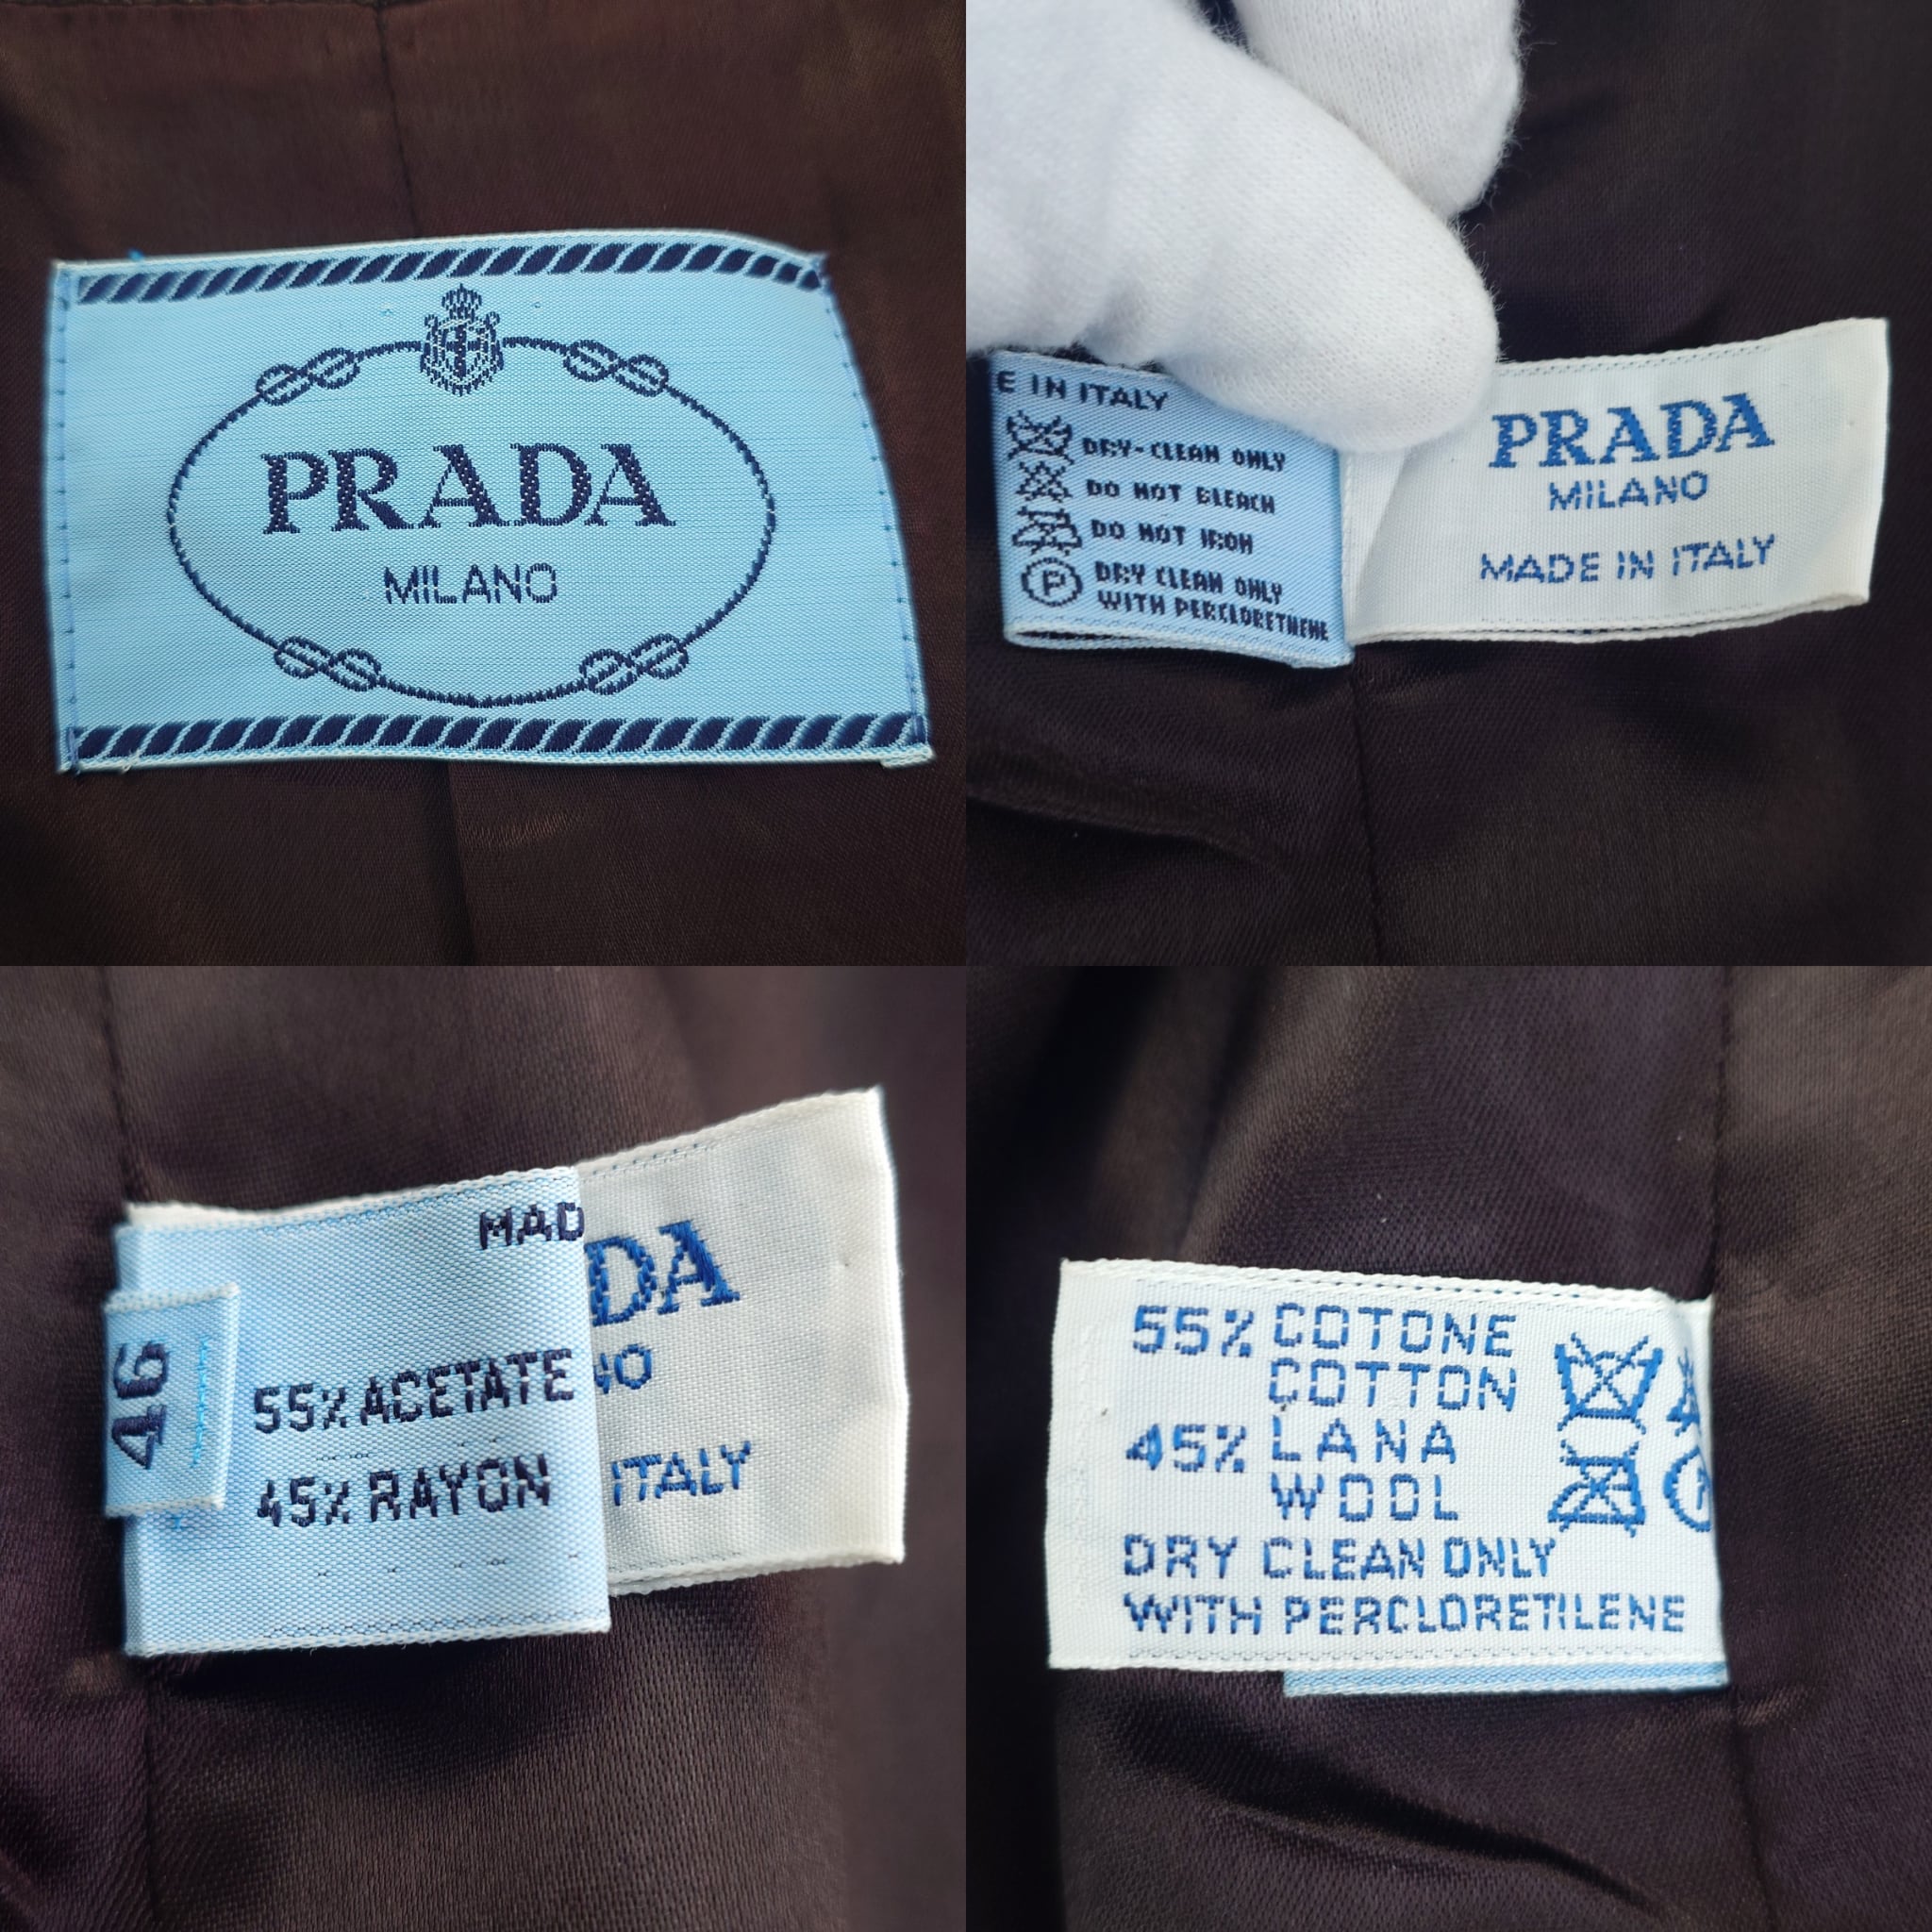 PRADA
MILANO
E IN ITALY
DRY-CLEAN ONLY
DO NOT BLEACH
DO NOT IRON
P DRY CLEAN ONLY
WITH PERCLORETHENE
PRADA
MILANO
MADE IN ITALY
46
MAD
55% ACETATE
45% RAYON
DA
NO
ITALY
55% COTONE
COTTON
45% LANA
WOOL
DRY CLEAN ONLY
WITH PERCLORETILENE